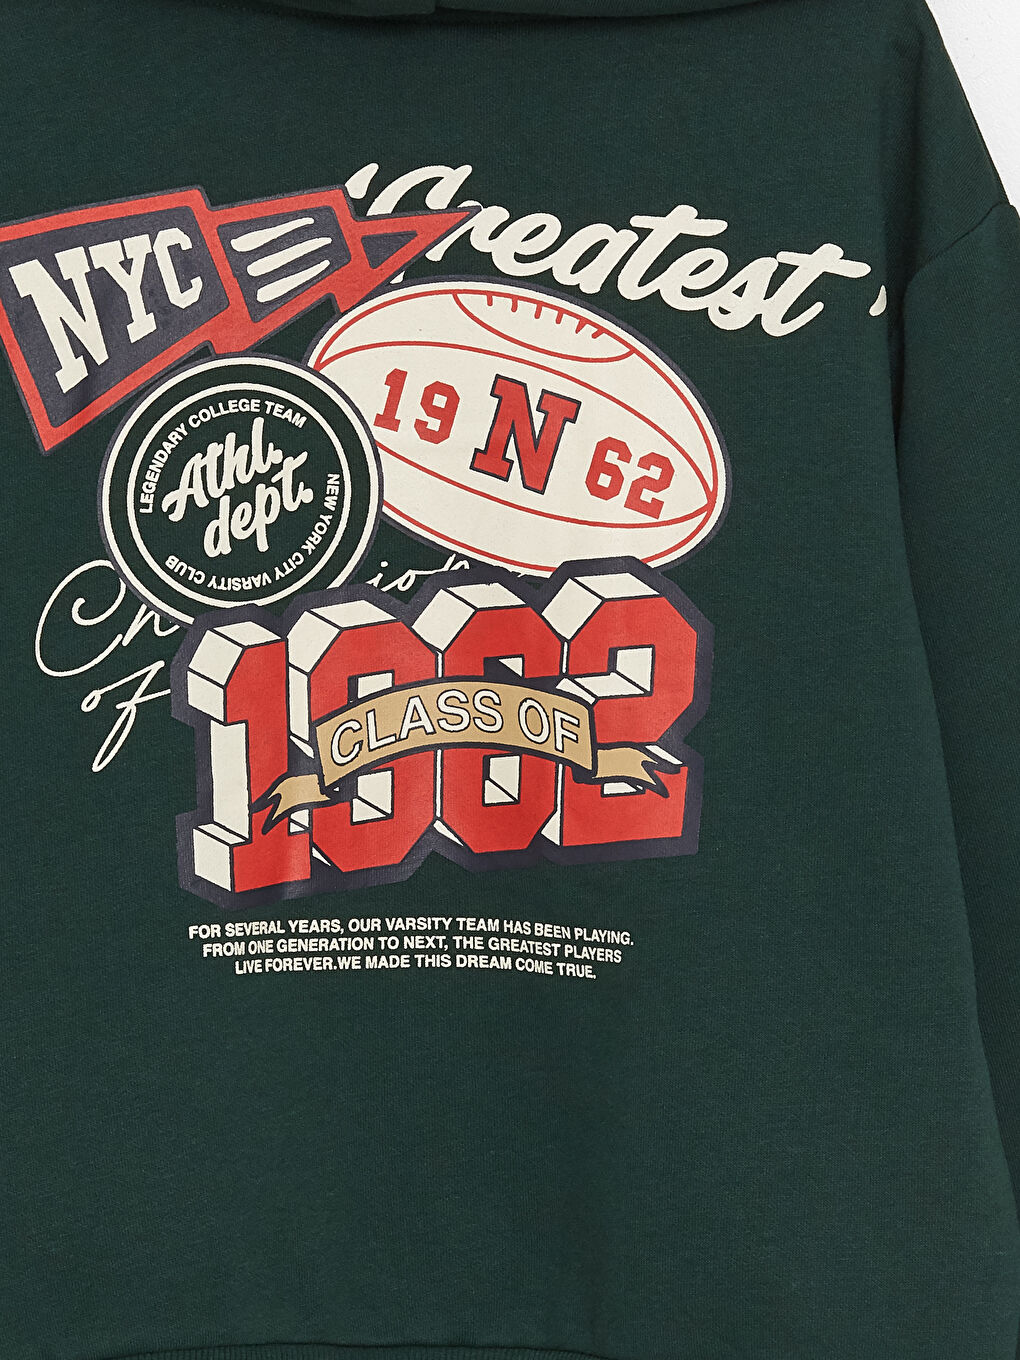 'Greatest'
NYC
19 N 62
LEGENDARY COLLEGE TEAM
Athl.
dept.
NEW YORK CITY VARSITY CLUB
of
CLASS OF
FOR SEVERAL YEARS, OUR VARSITY TEAM HAS BEEN PLAYING.
FROM ONE GENERATION TO NEXT, THE GREATEST PLAYERS
LIVE FOREVER.WE MADE THIS DREAM COME TRUE.